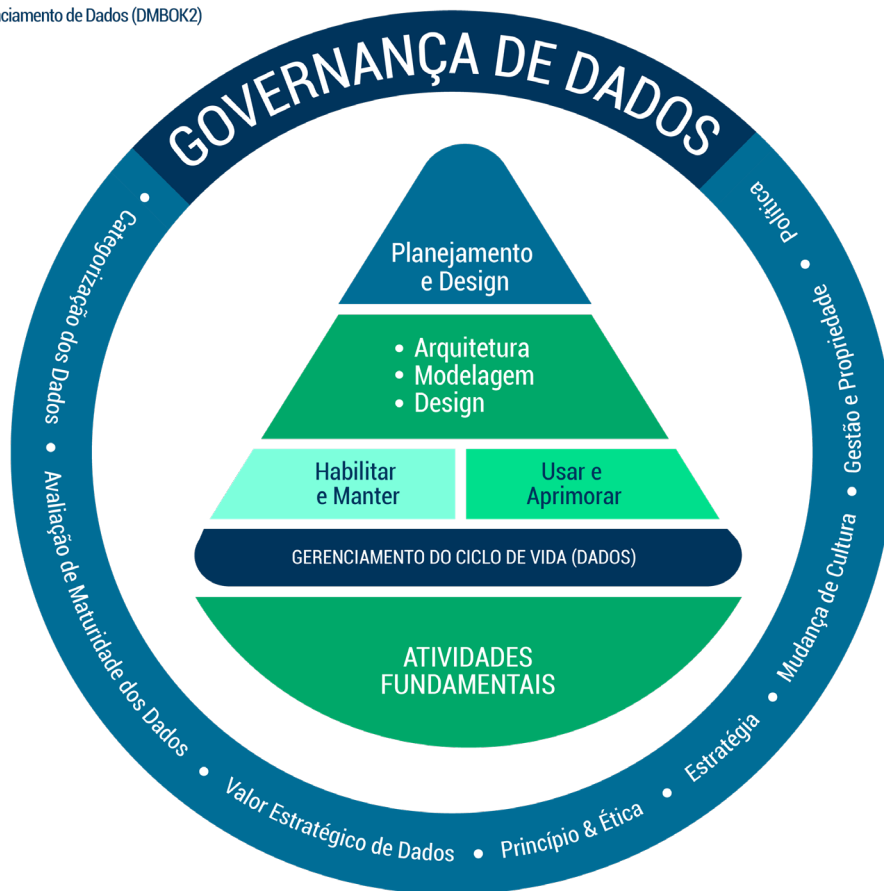 ciamento de Dados (DMBOK2)
GOVERNANÇA DE DADOS
Planejamento
e Design
• Arquitetura
• Modelagem
• Design
Habilitar
e Manter
Usar e
Aprimorar
GERENCIAMENTO DO CICLO DE VIDA (DADOS)
ATIVIDADES
FUNDAMENTAIS
Política
Gestão e Propriedade
Mudança de Cultura
Estratégia
Princípio & Ética
Valor Estratégico de Dados
Avaliação de Maturidade dos Dados
Categorização dos Dados